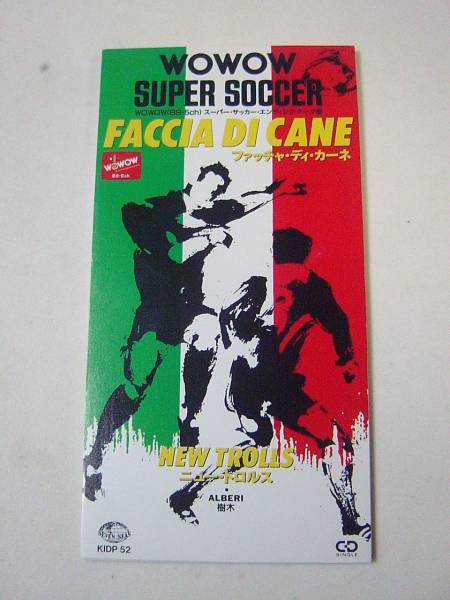 WOWOW
SUPER SOCCER
WOWOW(BS-5ch) スーパー・サッカー・エンディング・テーマ曲
FACCIA DI CANE
ファッチャ・ディ・カーネ
WOWOW
BS-5ch
NEW TROLLS
ニュー・トロルス
ALBERI
樹木
SEVEN SEAS
KIDP 52
CD
SINGLE